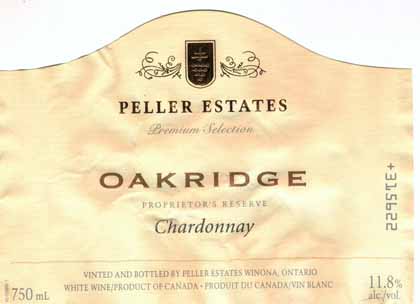 PELLER ESTATES
Premium Selection
OAKRIDGE
PROPRIETOR'S RESERVE
Chardonnay
VINTED AND BOTTLED BY PELLER ESTATES WINONA, ONTARIO
750 mL
WHITE WINE/PRODUCT OF CANADA • PRODUIT DU CANADA/VIN BLANC
11.8%
alc./vol.